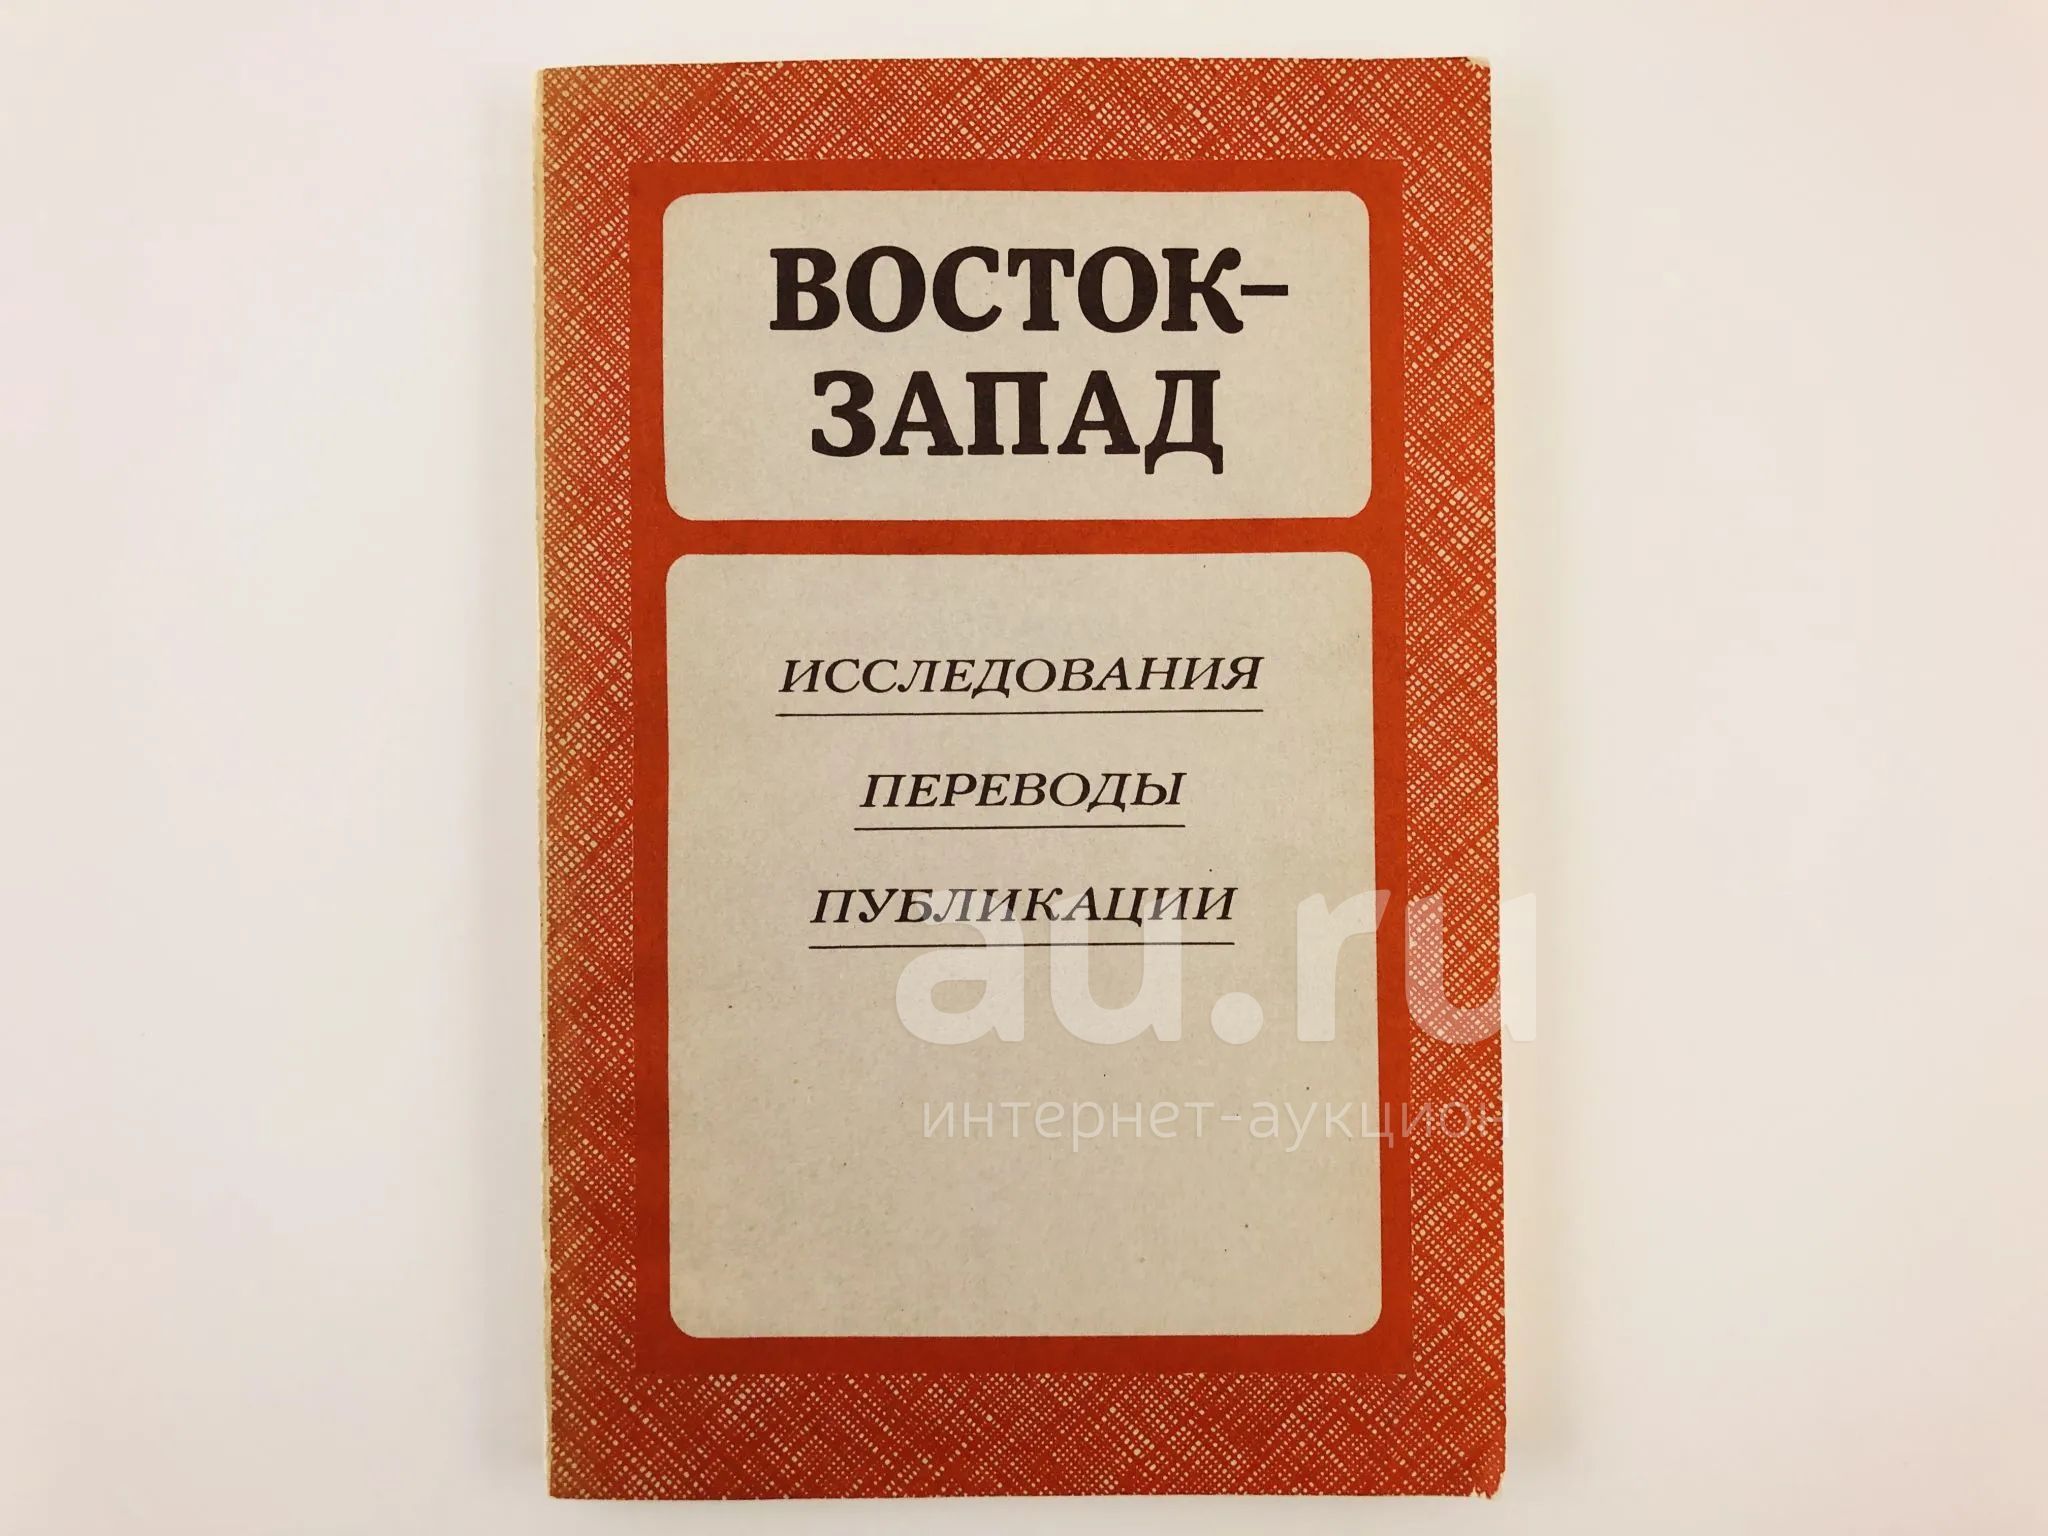 ВОСТОК–
ЗАПАД
ИССЛЕДОВАНИЯ
ПЕРЕВОДЫ
ПУБЛИКАЦИИ
au.ru
интернет-аукцион